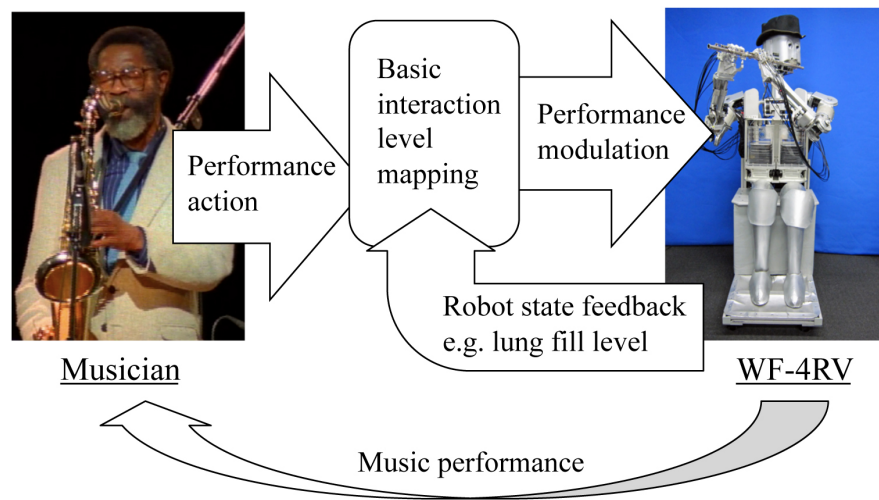 Basic
interaction
level
mapping
Performance
action
Performance
modulation
Robot state feedback
e.g. lung fill level
Musician
WF-4RV
Music performance